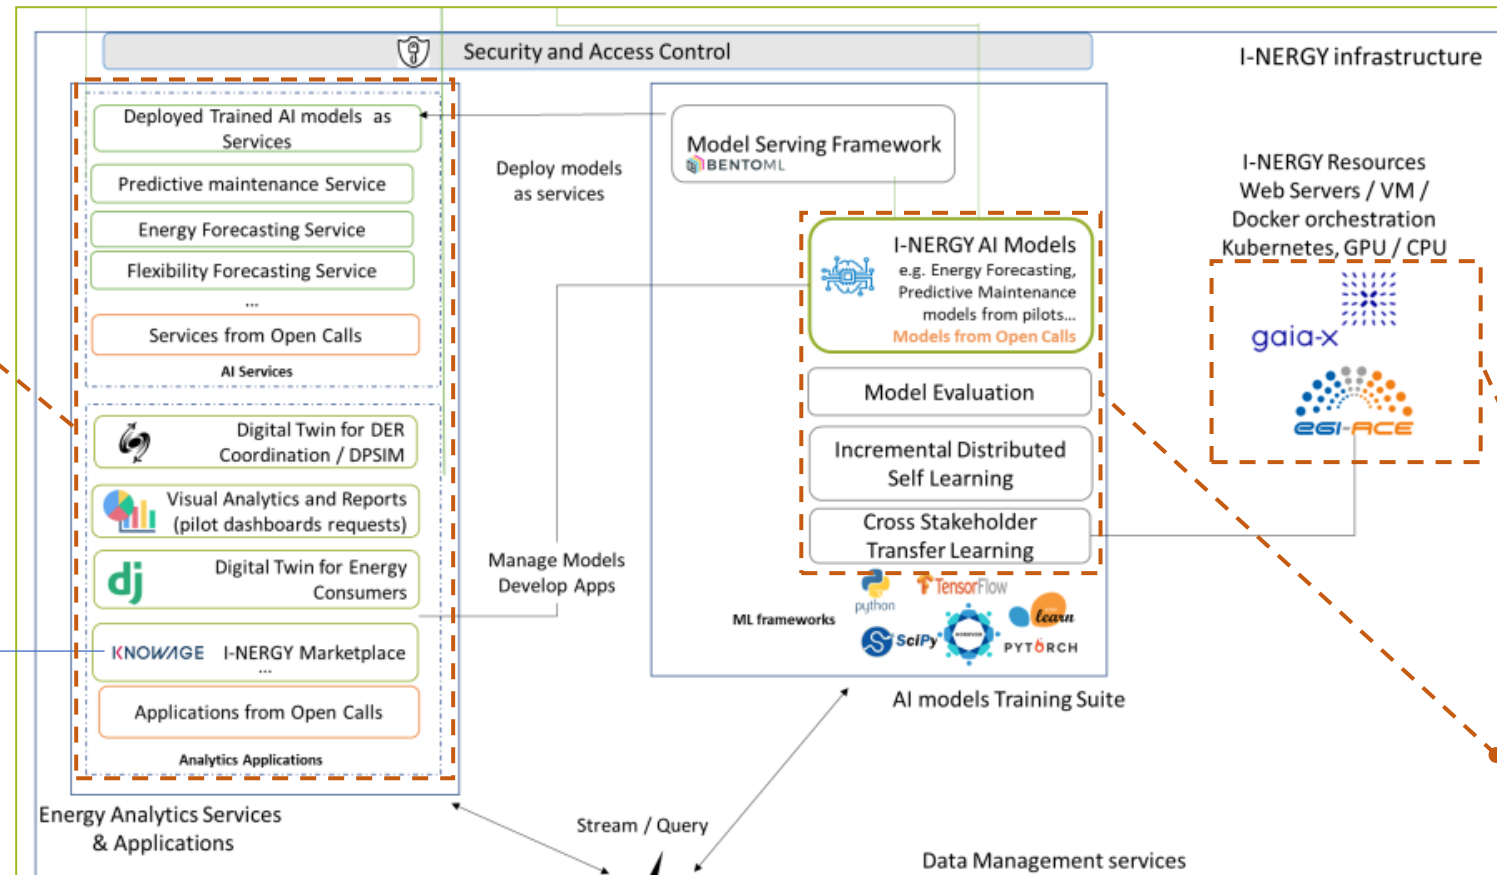 Security and Access Control
I-NERGY infrastructure
Deployed Trained AI models as
Services
Predictive maintenance Service
Energy Forecasting Service
Flexibility Forecasting Service
...
Services from Open Calls
AI Services
Digital Twin for DER
Coordination / DPSIM
Visual Analytics and Reports
(pilot dashboards requests)
dj
Digital Twin for Energy
Consumers
KNOWAGE I-NERGY Marketplace
...
Applications from Open Calls
Analytics Applications
Energy Analytics Services
& Applications
Deploy models
as services
Manage Models
Develop Apps
Stream / Query
Model Serving Framework
BENTOML
I-NERGY AI Models
e.g. Energy Forecasting,
Predictive Maintenance
models from pilots...
Models from Open Calls
Model Evaluation
Incremental Distributed
Self Learning
Cross Stakeholder
Transfer Learning
ML frameworks
python
TensorFlow
SciPy
learn
PYTORCH
AI models Training Suite
I-NERGY Resources
Web Servers / VM /
Docker orchestration
Kubernetes, GPU / CPU
gaia-x
EGI-ACE
Data Management services